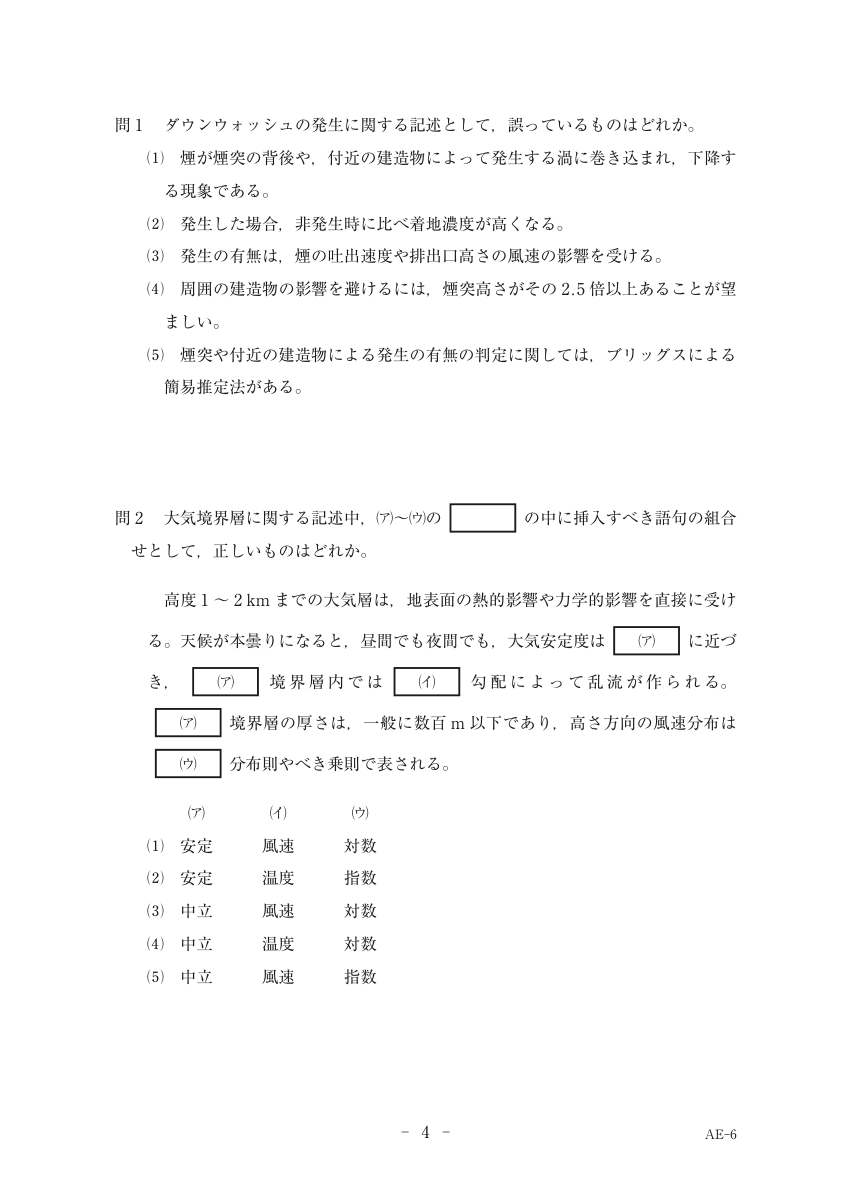 問1 ダウンウォッシュの発生に関する記述として，誤っているものはどれか。
⑴ 煙が煙突の背後や，付近の建造物によって発生する渦に巻き込まれ，下降す
る現象である。
⑵ 発生した場合，非発生時に比べ着地濃度が高くなる。
⑶ 発生の有無は，煙の吐出速度や排出口高さの風速の影響を受ける。
⑷ 周囲の建造物の影響を避けるには，煙突高さがその2.5倍以上あることが望
ましい。
⑸ 煙突や付近の建造物による発生の有無の判定に関しては，ブリッグスによる
簡易推定法がある。
問2 大気境界層に関する記述中，㋐～㋒の の中に挿入すべき語句の組合
せとして，正しいものはどれか。
高度1～2kmまでの大気層は，地表面の熱的影響や力学的影響を直接に受け
る。天候が本曇りになると，昼間でも夜間でも，大気安定度は (ア) に近づ
き， (ア) 境界層内では (イ) 勾配によって乱流が作られる。
(ア) 境界層の厚さは，一般に数百m以下であり，高さ方向の風速分布は
(ウ) 分布則やべき乗則で表される。
(ア) (イ) (ウ)
⑴ 安定 風速 対数
⑵ 安定 温度 指数
⑶ 中立 風速 対数
⑷ 中立 温度 対数
⑸ 中立 風速 指数
－ 4 － AE-6